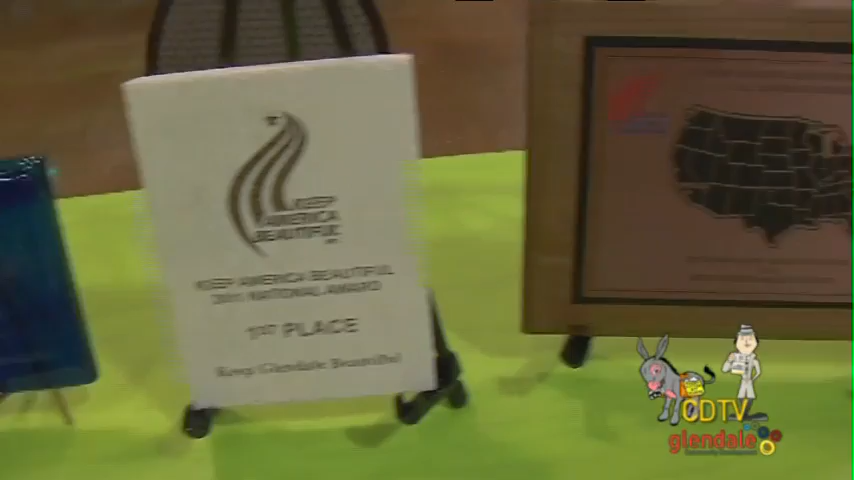 KEEP
AMERICA
BEAUTIFUL
KEEP AMERICA BEAUTIFUL
2011 NATIONAL AWARD
1ST PLACE
Keep Glendale Beautiful
CDTV
glendale